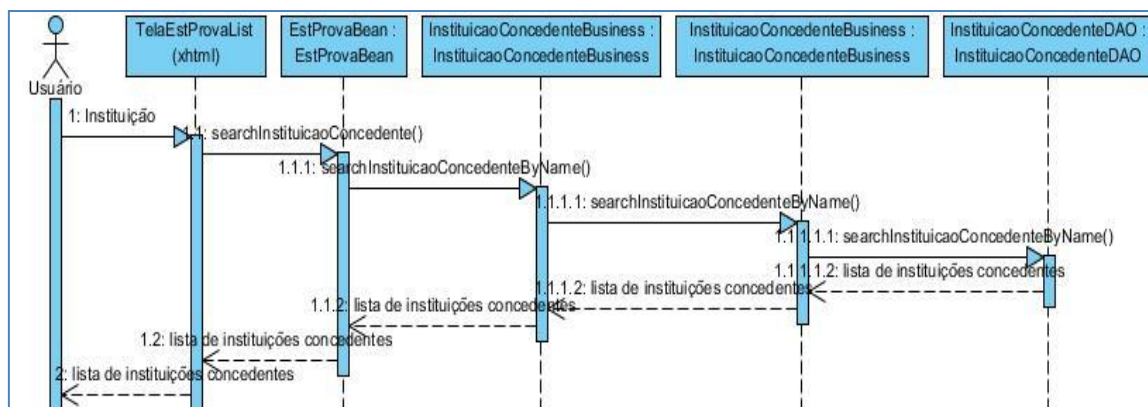 TelaEstProvaList
(xhtml)
EstProvaBean :
EstProvaBean
InstituicaoConcedenteBusiness :
InstituicaoConcedenteBusiness
InstituicaoConcedenteBusiness :
InstituicaoConcedenteBusiness
InstituicaoConcedenteDAO :
InstituicaoConcedenteDAO
Usuário
1: Instituição
1.1: searchInstituicaoConcedente()
1.1.1: searchInstituicaoConcedenteByName()
1.1.1.1: searchInstituicaoConcedenteByName()
1.1.1.1.1: searchInstituicaoConcedenteByName()
1.1.1.1.2: lista de instituições concedentes
1.1.1.2: lista de instituições concedentes
1.1.2: lista de instituições concedentes
1.2: lista de instituições concedentes
2: lista de instituições concedentes